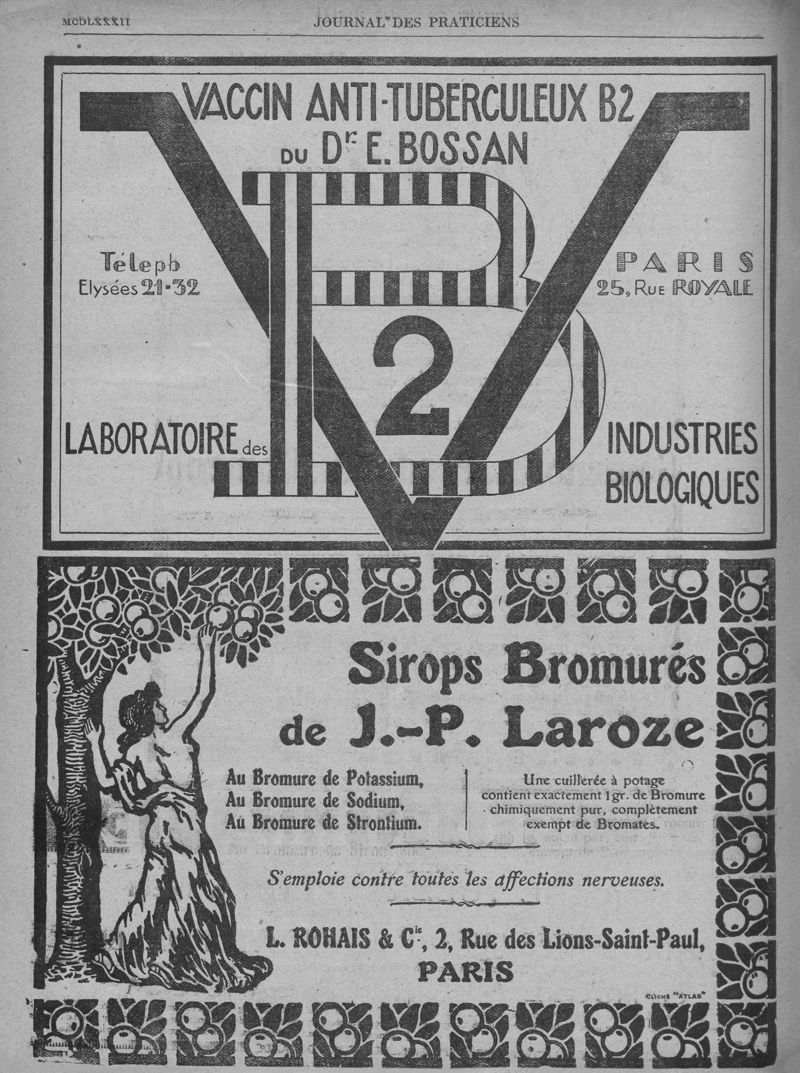 MCDLXXXII
JOURNAL DES PRATICIENS
VACCIN ANTI-TUBERCULEUX B2
DU Dr. E. BOSSAN
Téleph
Elysées 21-32
PARIS
25, Rue ROYALE
B
V
2
LABORATOIRE des
INDUSTRIES
BIOLOGIQUES
Sirops Bromurés
de J.-P. Laroze
Au Bromure de Potassium,
Au Bromure de Sodium,
Au Bromure de Strontium.
Une cuillerée à potage
contient exactement 1 gr. de Bromure
chimiquement pur, complètement
exempt de Bromates.
S'emploie contre toutes les affections nerveuses.
L. ROHAIS & Cie, 2, Rue des Lions-Saint-Paul,
PARIS
CLICHÉ "ATLAS"